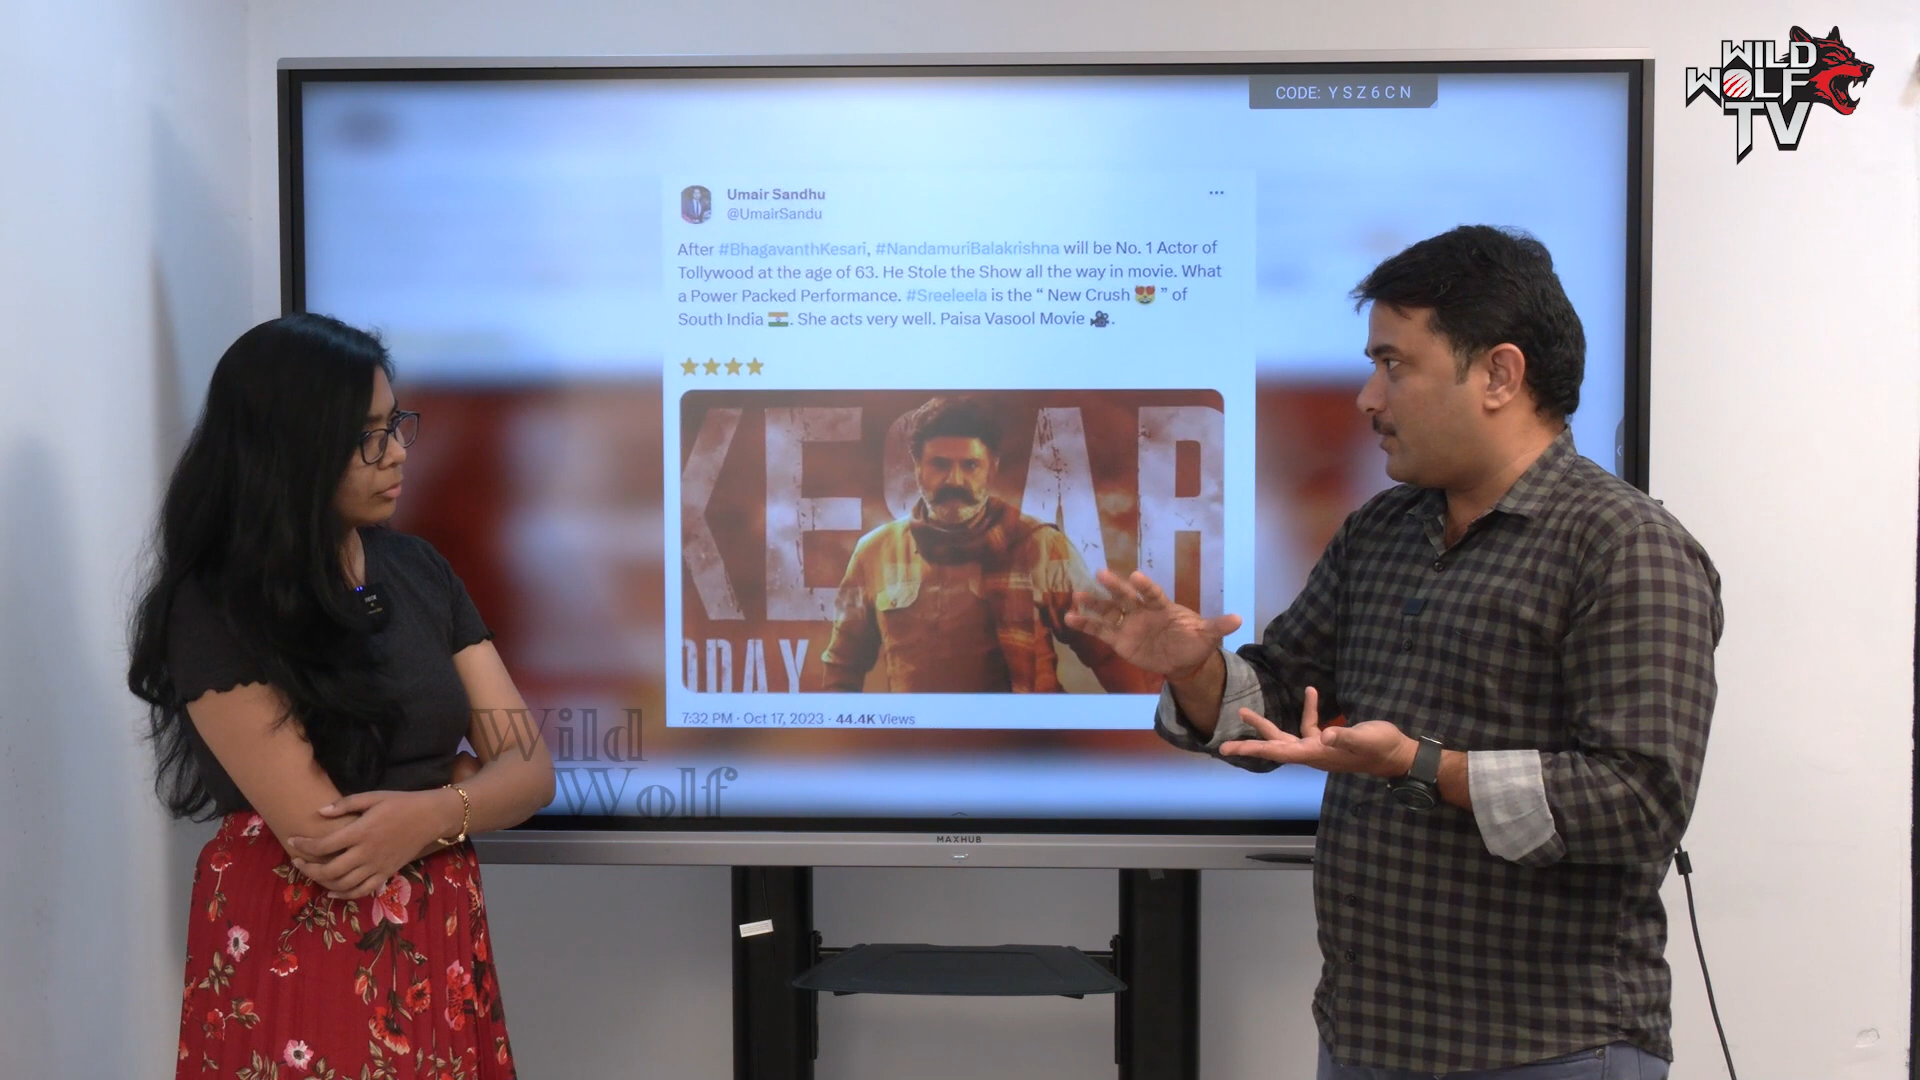 WILD
WOLF
TV
CODE: YSZ6CN
Umair Sandhu
@UmairSandu
After #BhagavanthKesari, #NandamuriBalakrishna will be No. 1 Actor of
Tollywood at the age of 63. He Stole the Show all the way in movie. What
a Power Packed Performance. #Sreeleela is the “ New Crush 😻 ” of
South India 🇮🇳. She acts very well. Paisa Vasool Movie 🎥.
⭐⭐⭐⭐
KESAR
ODAY
7:32 PM · Oct 17, 2023 · 44.4K Views
Wild
Wolf
MAXHUB